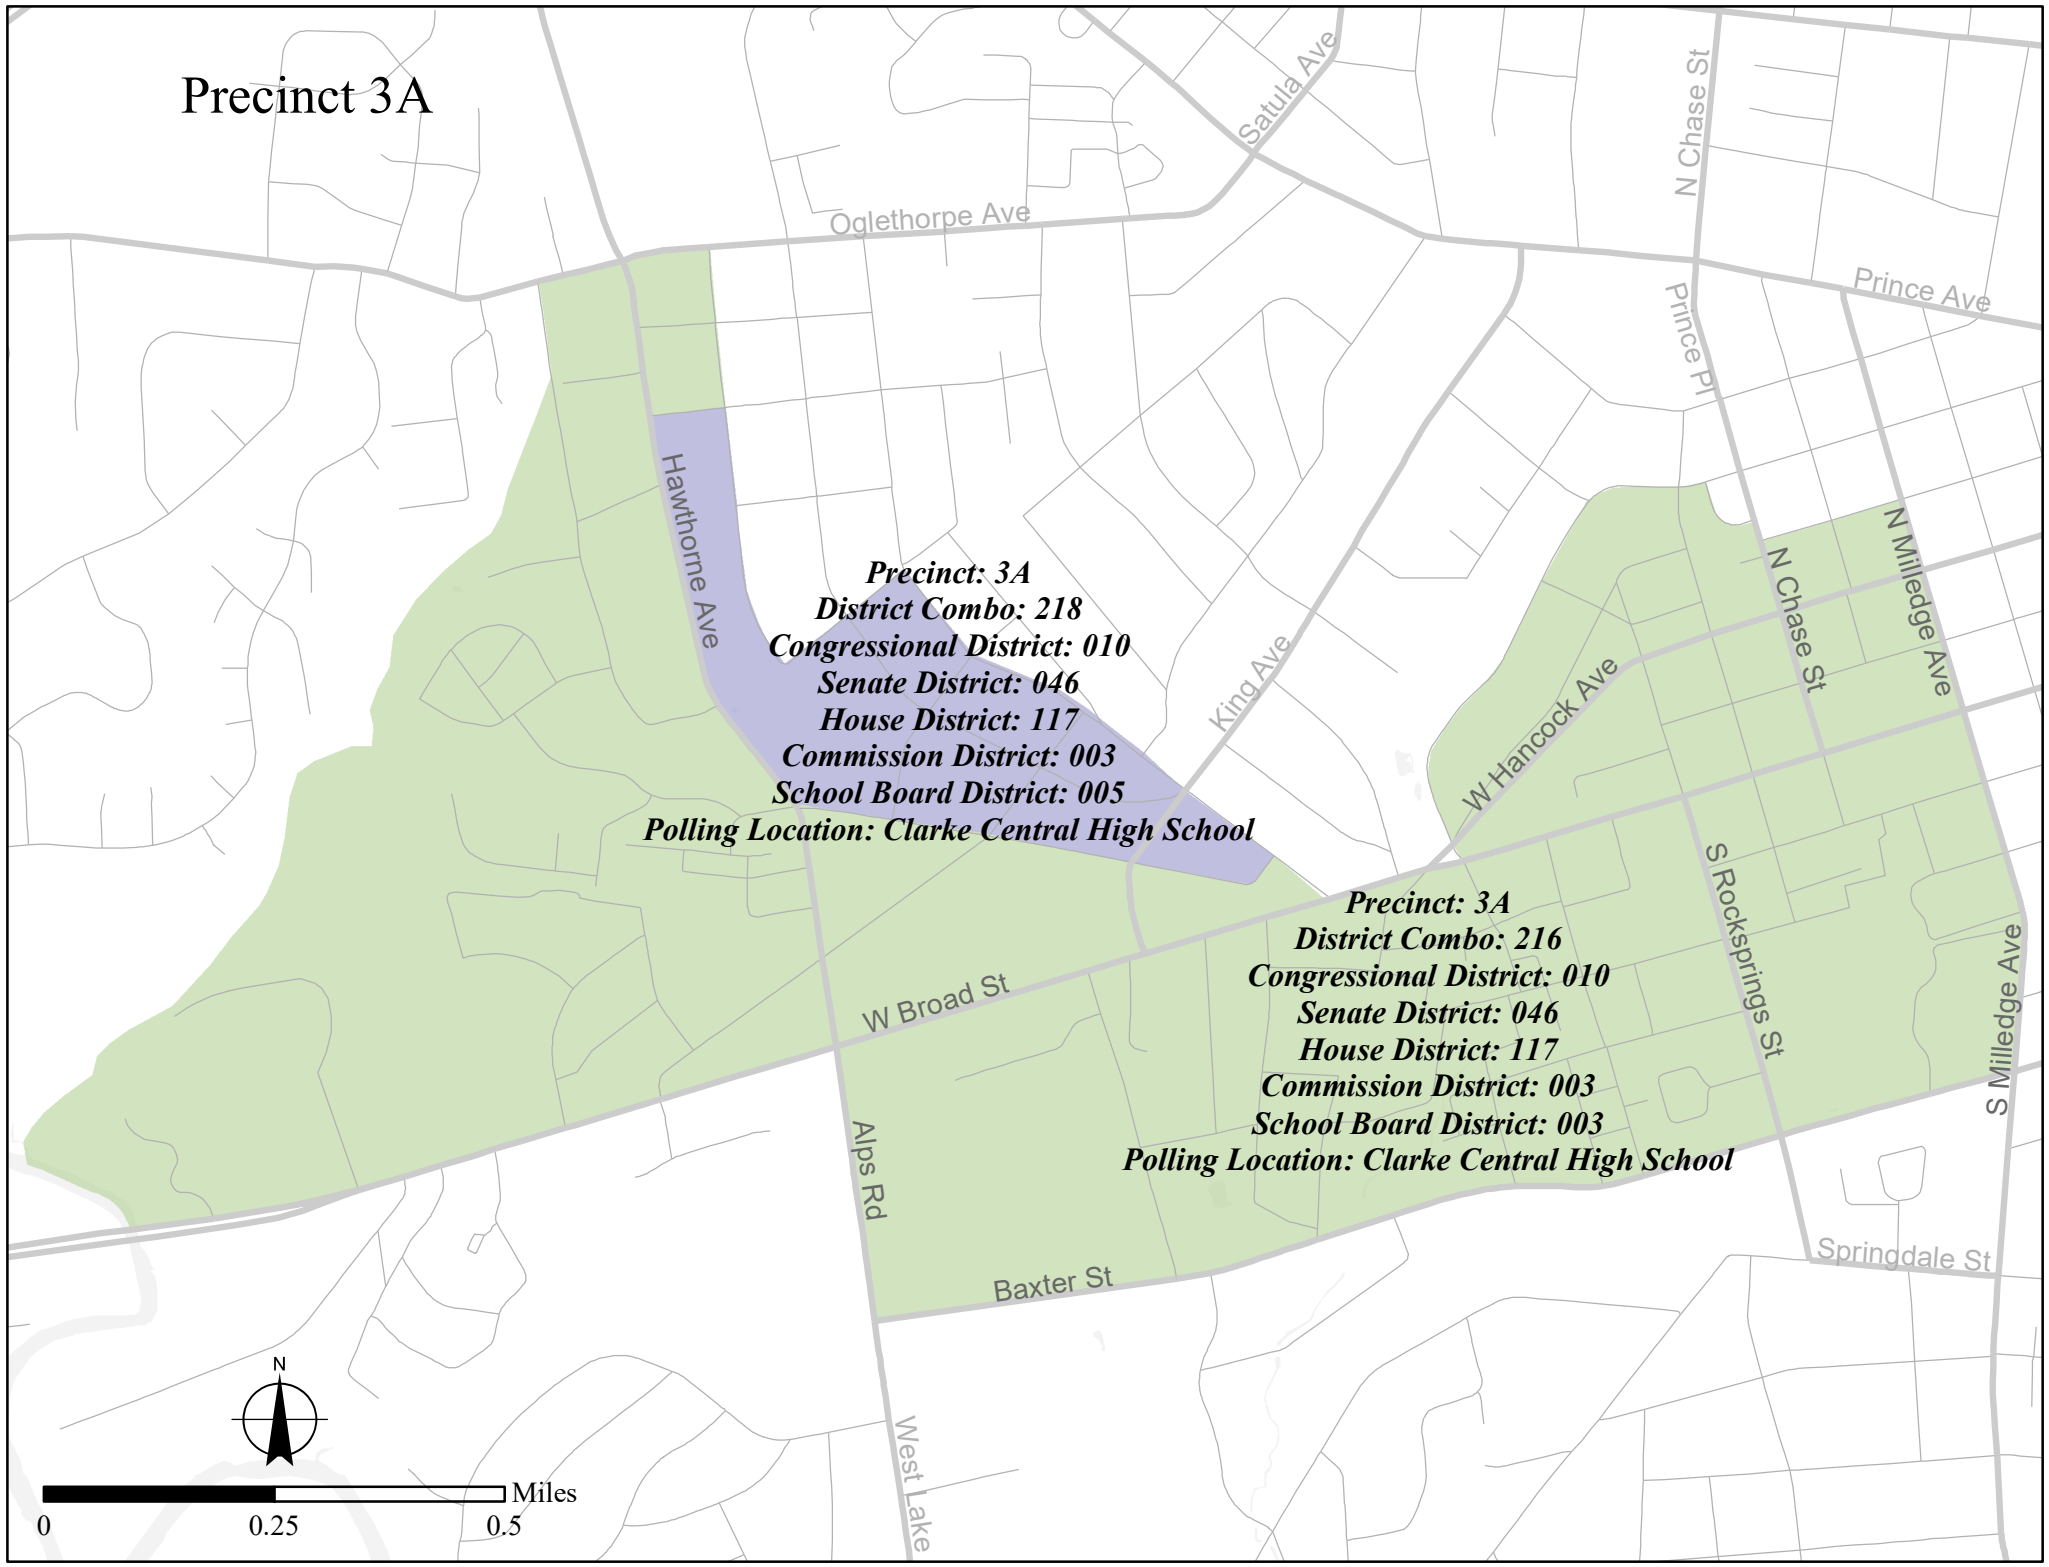 Precinct 3A
Satula Ave
N Chase St
Oglethorpe Ave
Prince Ave
Prince Pl
Hawthorne Ave
N Milledge Ave
N Chase St
Precinct: 3A
District Combo: 218
Congressional District: 010
Senate District: 046
House District: 117
Commission District: 003
School Board District: 005
Polling Location: Clarke Central High School
King Ave
W Hancock Ave
S Rocksprings St
Precinct: 3A
District Combo: 216
Congressional District: 010
Senate District: 046
House District: 117
Commission District: 003
School Board District: 003
Polling Location: Clarke Central High School
W Broad St
S Milledge Ave
Alps Rd
Baxter St
Springdale St
West Lake
N
Miles
0 0.25 0.5